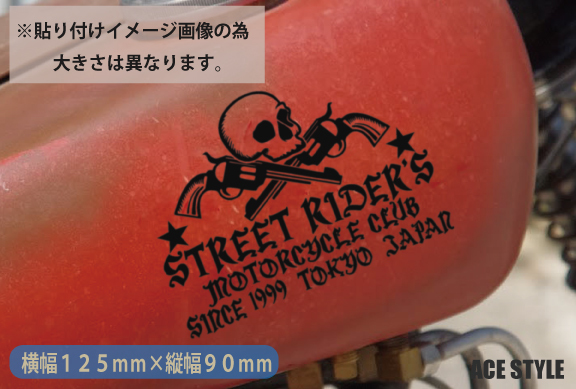 ※貼り付けイメージ画像の為
大きさは異なります。
STREET RIDER'S
MOTORCYCLE CLUB
SINCE 1999 TOKYO JAPAN
横幅125mm×縦幅90mm
ACE STYLE